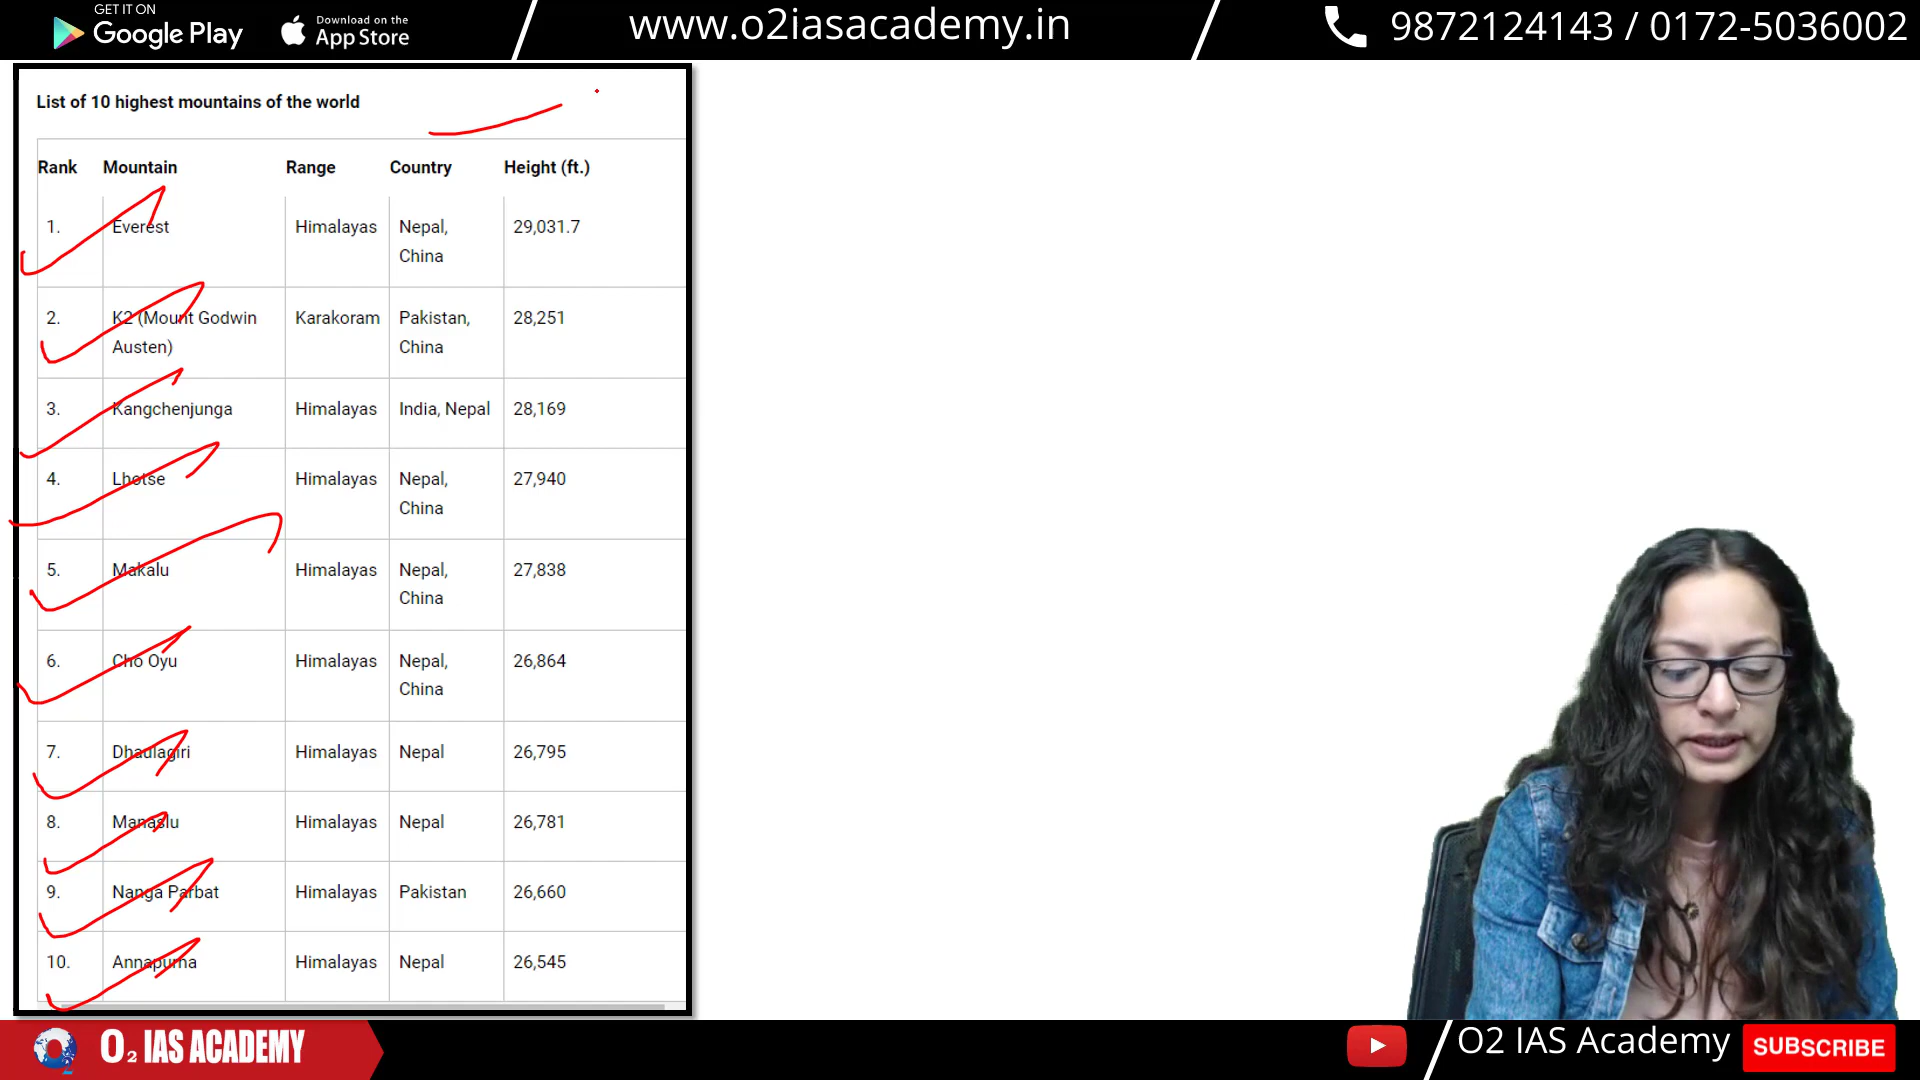 GET IT ON
Google Play
Download on the
App Store
www.o2iasacademy.in
9872124143 / 0172-5036002
List of 10 highest mountains of the world
Rank Mountain Range Country Height (ft.)
1. Everest Himalayas Nepal, 29,031.7
China
2. K2 (Mount Godwin Karakoram Pakistan, 28,251
Austen) China
3. Kangchenjunga Himalayas India, Nepal 28,169
4. Lhotse Himalayas Nepal, 27,940
China
5. Makalu Himalayas Nepal, 27,838
China
6. Cho Oyu Himalayas Nepal, 26,864
China
7. Dhaulagiri Himalayas Nepal 26,795
8. Manaslu Himalayas Nepal 26,781
9. Nanga Parbat Himalayas Pakistan 26,660
10. Annapurna Himalayas Nepal 26,545
O2 IAS ACADEMY
O2 IAS Academy
SUBSCRIBE